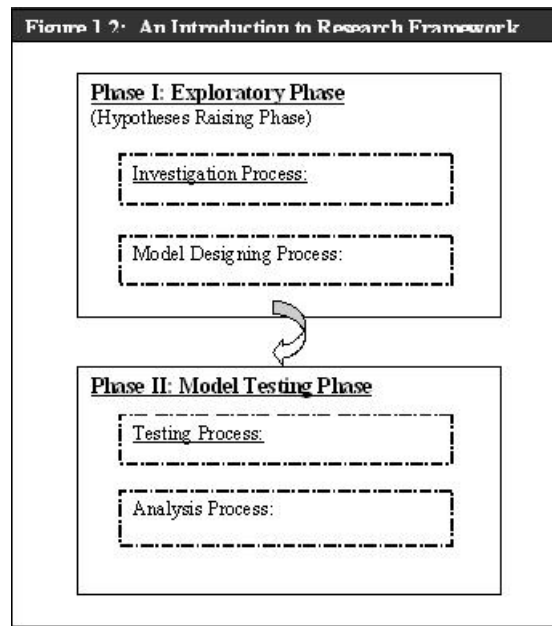 Figure 1.2: An Introduction to Research Framework
Phase I: Exploratory Phase
(Hypotheses Raising Phase)
Investigation Process:
Model Designing Process:
Phase II: Model Testing Phase
Testing Process:
Analysis Process: